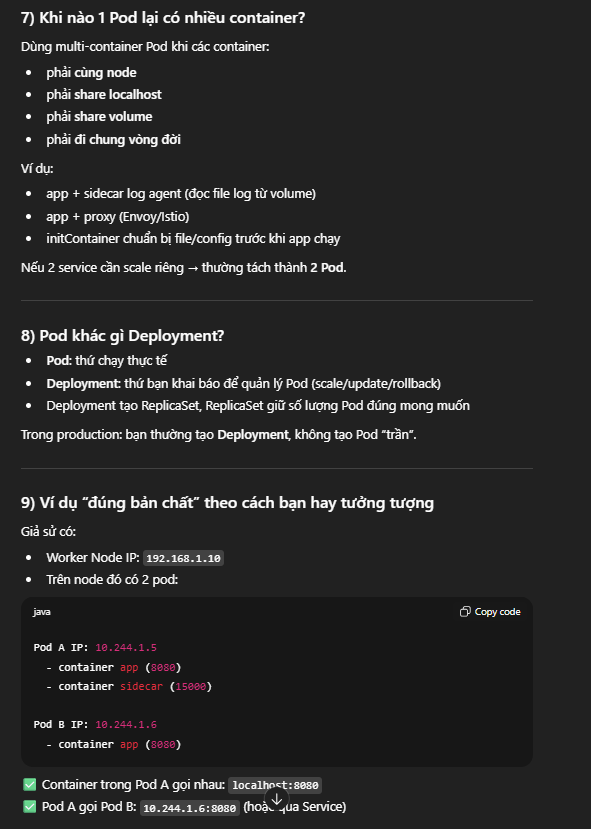 7) Khi nào 1 Pod lại có nhiều container?
Dùng multi-container Pod khi các container:
• phải cùng node
• phải share localhost
• phải share volume
• phải đi chung vòng đời
Ví dụ:
• app + sidecar log agent (đọc file log từ volume)
• app + proxy (Envoy/Istio)
• initContainer chuẩn bị file/config trước khi app chạy
Nếu 2 service cần scale riêng → thường tách thành 2 Pod.
8) Pod khác gì Deployment?
• Pod: thứ chạy thực tế
• Deployment: thứ bạn khai báo để quản lý Pod (scale/update/rollback)
• Deployment tạo ReplicaSet, ReplicaSet giữ số lượng Pod đúng mong muốn
Trong production: bạn thường tạo Deployment, không tạo Pod “trần”.
9) Ví dụ “đúng bản chất” theo cách bạn hay tưởng tượng
Giả sử có:
• Worker Node IP: 192.168.1.10
• Trên node đó có 2 pod:
java Copy code
Pod A IP: 10.244.1.5
- container app (8080)
- container sidecar (15000)
Pod B IP: 10.244.1.6
- container app (8080)
✅ Container trong Pod A gọi nhau: localhost:8080
✅ Pod A gọi Pod B: 10.244.1.6:8080 (hoặc qua Service)